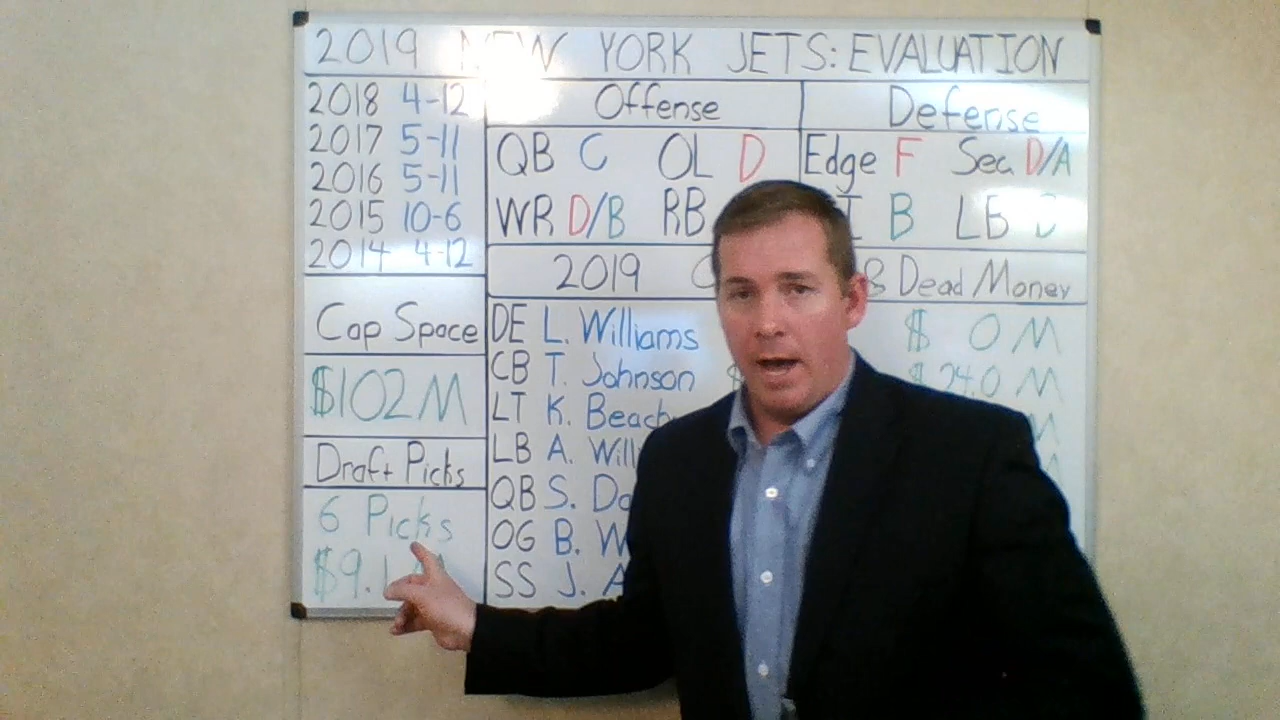 2019 NEW YORK JETS: EVALUATION
2018 4-12
2017 5-11
2016 5-11
2015 10-6
2014 4-12
Cap Space
$102M
Draft Picks
6 Picks
$9.1
Offense
QB C OL D
WR D/B RB
Defense
Edge F Sec D/A
B LB
2019
& Dead Money
DE L. Williams $ 0 M
CB T. Johnson $ $ 24.0 M
LT K. Beach M
LB A. Will
QB S. Da
OG B. W
SS J. A